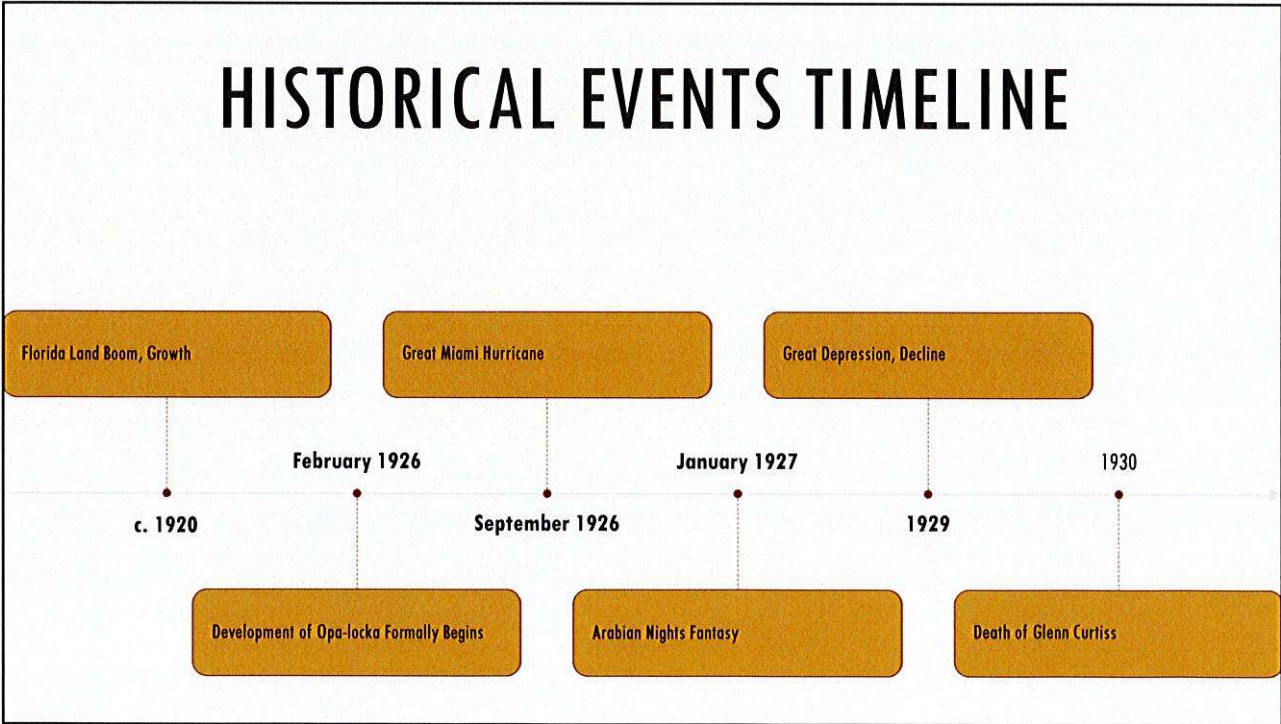 HISTORICAL EVENTS TIMELINE
Florida Land Boom, Growth
Great Miami Hurricane
Great Depression, Decline
February 1926
January 1927
1930
c. 1920
September 1926
1929
Development of Opa-locka Formally Begins
Arabian Nights Fantasy
Death of Glenn Curtiss